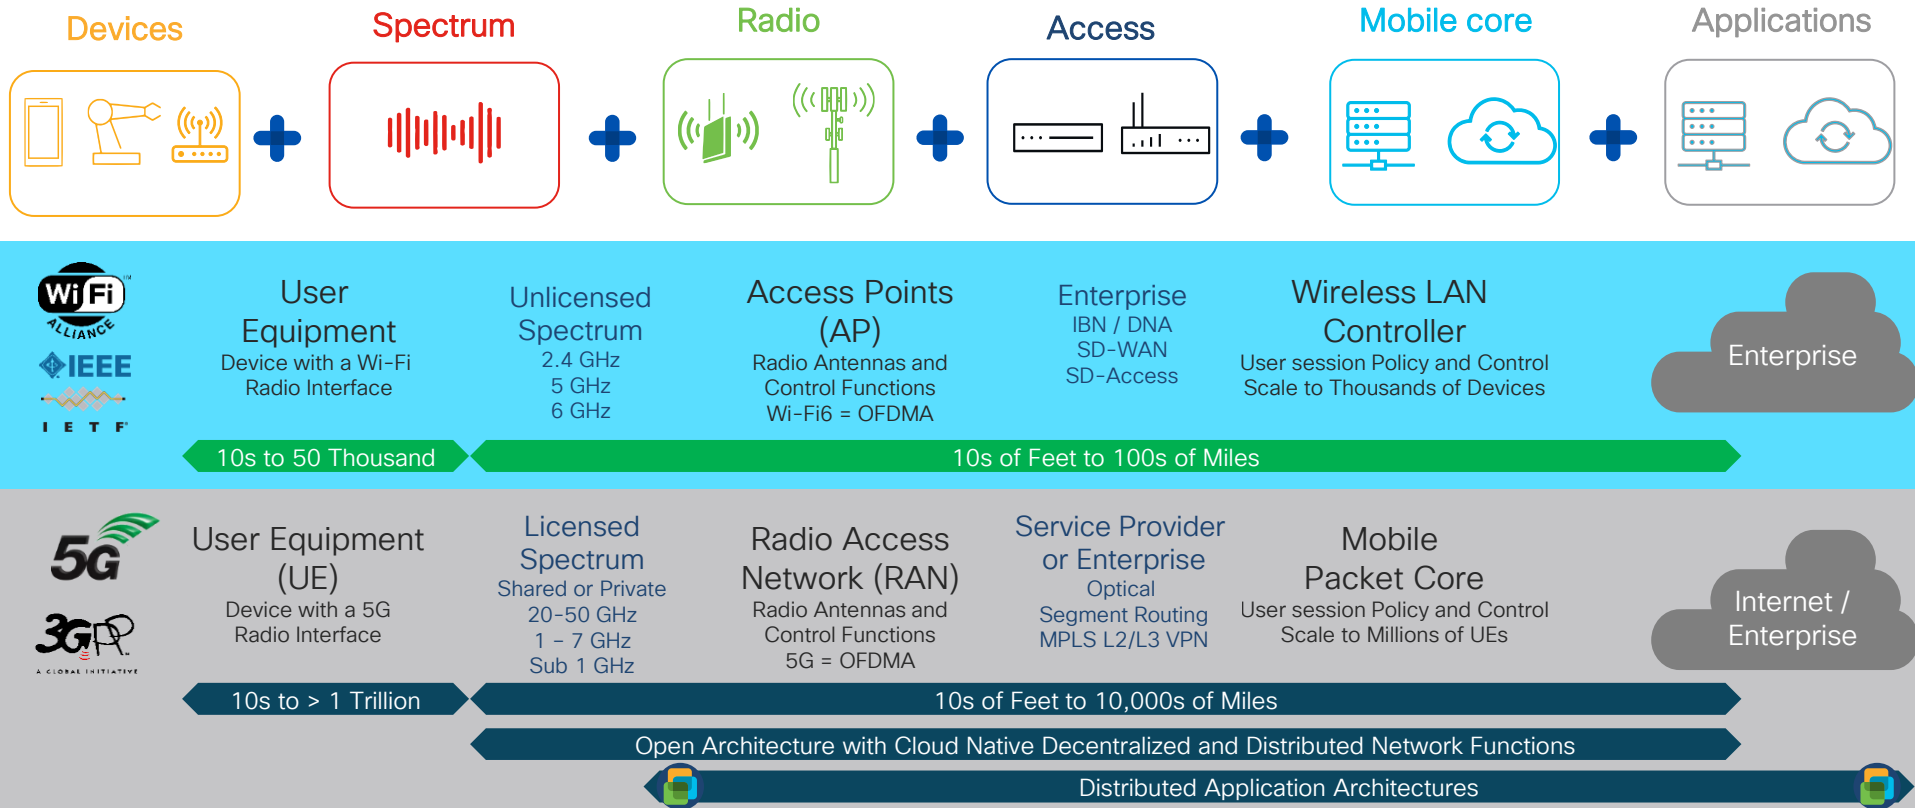 Devices
Spectrum
Radio
Access
Mobile core
Applications
Wi Fi
ALLIANCE
TM
IEEE
I E T F
User
Equipment
Device with a Wi-Fi
Radio Interface
Unlicensed
Spectrum
2.4 GHz
5 GHz
6 GHz
Access Points
(AP)
Radio Antennas and
Control Functions
Wi-Fi6 = OFDMA
Enterprise
IBN / DNA
SD-WAN
SD-Access
Wireless LAN
Controller
User session Policy and Control
Scale to Thousands of Devices
Enterprise
10s to 50 Thousand
10s of Feet to 100s of Miles
5G
3GPP
A GLOBAL INITIATIVE
User Equipment
(UE)
Device with a 5G
Radio Interface
Licensed
Spectrum
Shared or Private
20-50 GHz
1 – 7 GHz
Sub 1 GHz
Radio Access
Network (RAN)
Radio Antennas and
Control Functions
5G = OFDMA
Service Provider
or Enterprise
Optical
Segment Routing
MPLS L2/L3 VPN
Mobile
Packet Core
User session Policy and Control
Scale to Millions of UEs
Internet /
Enterprise
10s to > 1 Trillion
10s of Feet to 10,000s of Miles
Open Architecture with Cloud Native Decentralized and Distributed Network Functions
Distributed Application Architectures